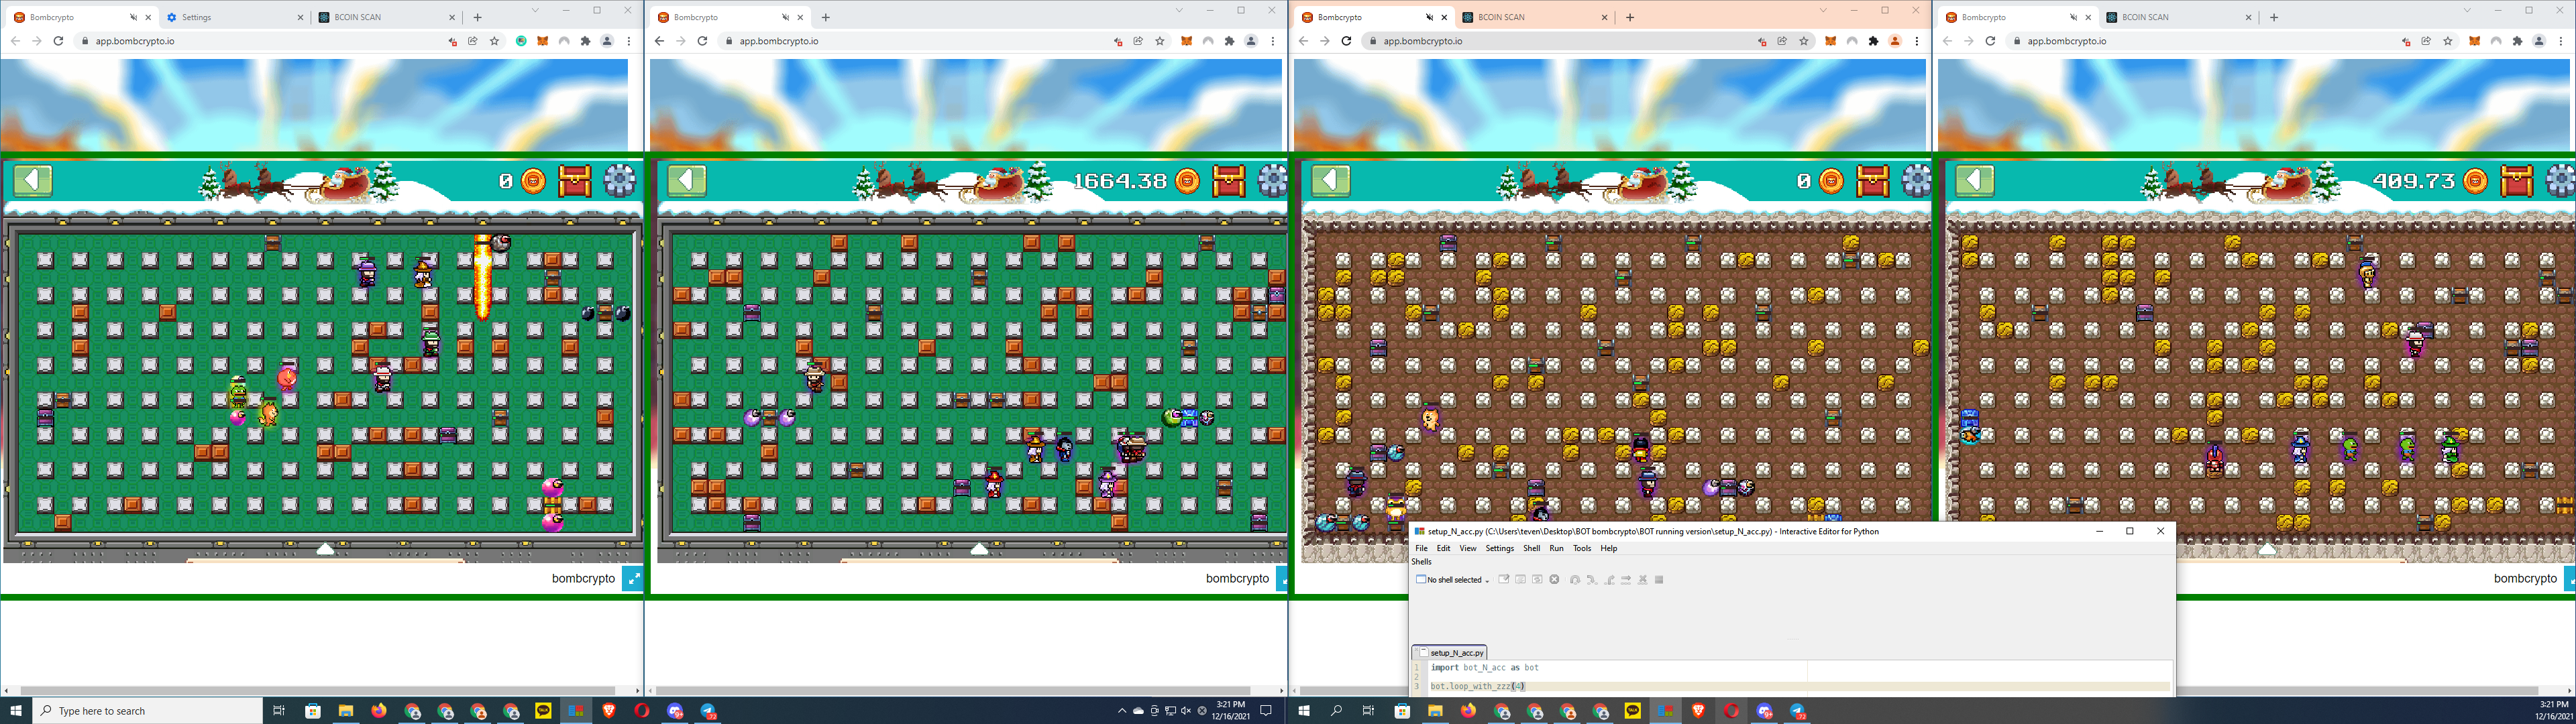 Bombcrypto
Settings
BCOIN SCAN
Bombcrypto
Bombcrypto
BCOIN SCAN
Bombcrypto
BCOIN SCAN
app.bombcrypto.io
app.bombcrypto.io
app.bombcrypto.io
app.bombcrypto.io
0
1664.38
0
409.73
bombcrypto
bombcrypto
bombcrypto
setup_N_acc.py (C:\Users\teven\Desktop\BOT bombcrypto\BOT running version\setup_N_acc.py) - Interactive Editor for Python
File Edit View Settings Shell Run Tools Help
Shells
No shell selected
setup_N_acc.py
1 import bot_N_acc as bot
2
3 bot.loop_with_zzz(4)
Type here to search
TALK
3:21 PM
12/16/2021
TALK
3:21 PM
12/16/202